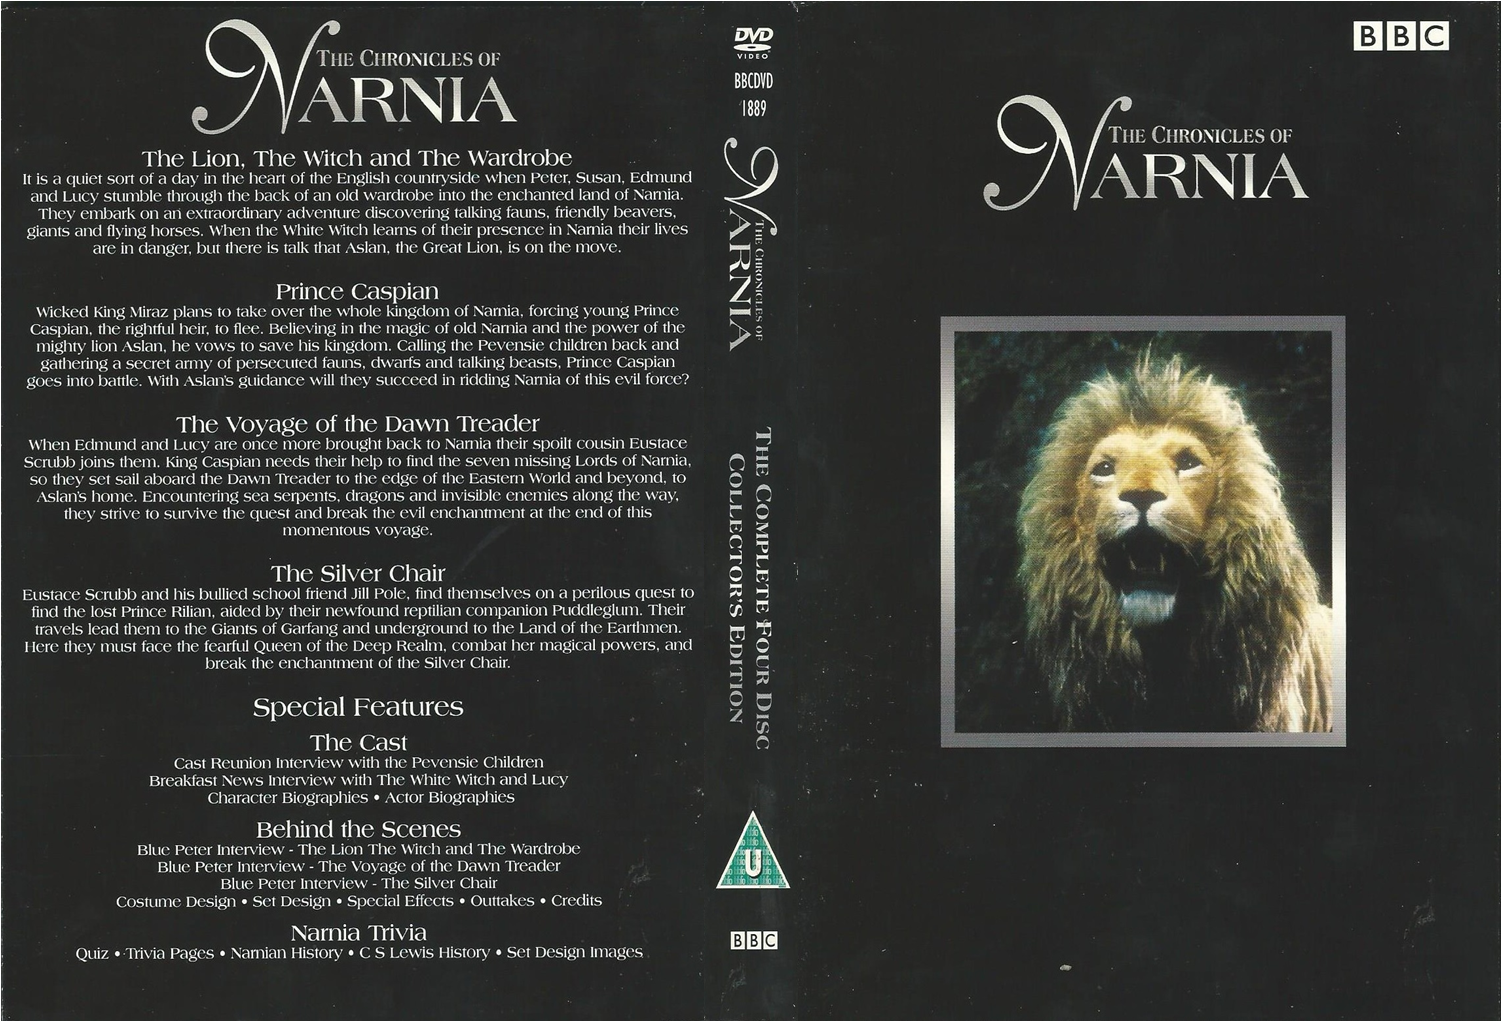 THE CHRONICLES OF
NARNIA
The Lion, The Witch and The Wardrobe
It is a quiet sort of a day in the heart of the English countryside when Peter, Susan, Edmund
and Lucy stumble through the back of an old wardrobe into the enchanted land of Narnia.
They embark on an extraordinary adventure discovering talking fauns, friendly beavers,
giants and flying horses. When the White Witch learns of their presence in Narnia their lives
are in danger, but there is talk that Aslan, the Great Lion, is on the move.
Prince Caspian
Wicked King Miraz plans to take over the whole kingdom of Narnia, forcing young Prince
Caspian, the rightful heir, to flee. Believing in the magic of old Narnia and the power of the
mighty lion Aslan, he vows to save his kingdom. Calling the Pevensie children back and
gathering a secret army of persecuted fauns, dwarfs and talking beasts, Prince Caspian
goes into battle. With Aslan's guidance will they succeed in ridding Narnia of this evil force?
The Voyage of the Dawn Treader
When Edmund and Lucy are once more brought back to Narnia their spoilt cousin Eustace
Scrubb joins them. King Caspian needs their help to find the seven missing Lords of Narnia,
so they set sail aboard the Dawn Treader to the edge of the Eastern World and beyond, to
Aslan's home. Encountering sea serpents, dragons and invisible enemies along the way,
they strive to survive the quest and break the evil enchantment at the end of this
momentous voyage.
The Silver Chair
Eustace Scrubb and his bullied school friend Jill Pole, find themselves on a perilous quest to
find the lost Prince Rilian, aided by their newfound reptilian companion Puddleglum. Their
travels lead them to the Giants of Garfang and underground to the Land of the Earthmen.
Here they must face the fearful Queen of the Deep Realm, combat her magical powers, and
break the enchantment of the Silver Chair.
Special Features
The Cast
Cast Reunion Interview with the Pevensie Children
Breakfast News Interview with The White Witch and Lucy
Character Biographies • Actor Biographies
Behind the Scenes
Blue Peter Interview - The Lion The Witch and The Wardrobe
Blue Peter Interview - The Voyage of the Dawn Treader
Blue Peter Interview - The Silver Chair
Costume Design • Set Design • Special Effects • Outtakes • Credits
Narnia Trivia
Quiz • Trivia Pages • Narnian History • C S Lewis History • Set Design Images
DVD
VIDEO
BBCDVD
1889
THE CHRONICLES OF
NARNIA
THE COMPLETE FOUR DISC
COLLECTOR'S EDITION
U
BBC
BBC
THE CHRONICLES OF
NARNIA